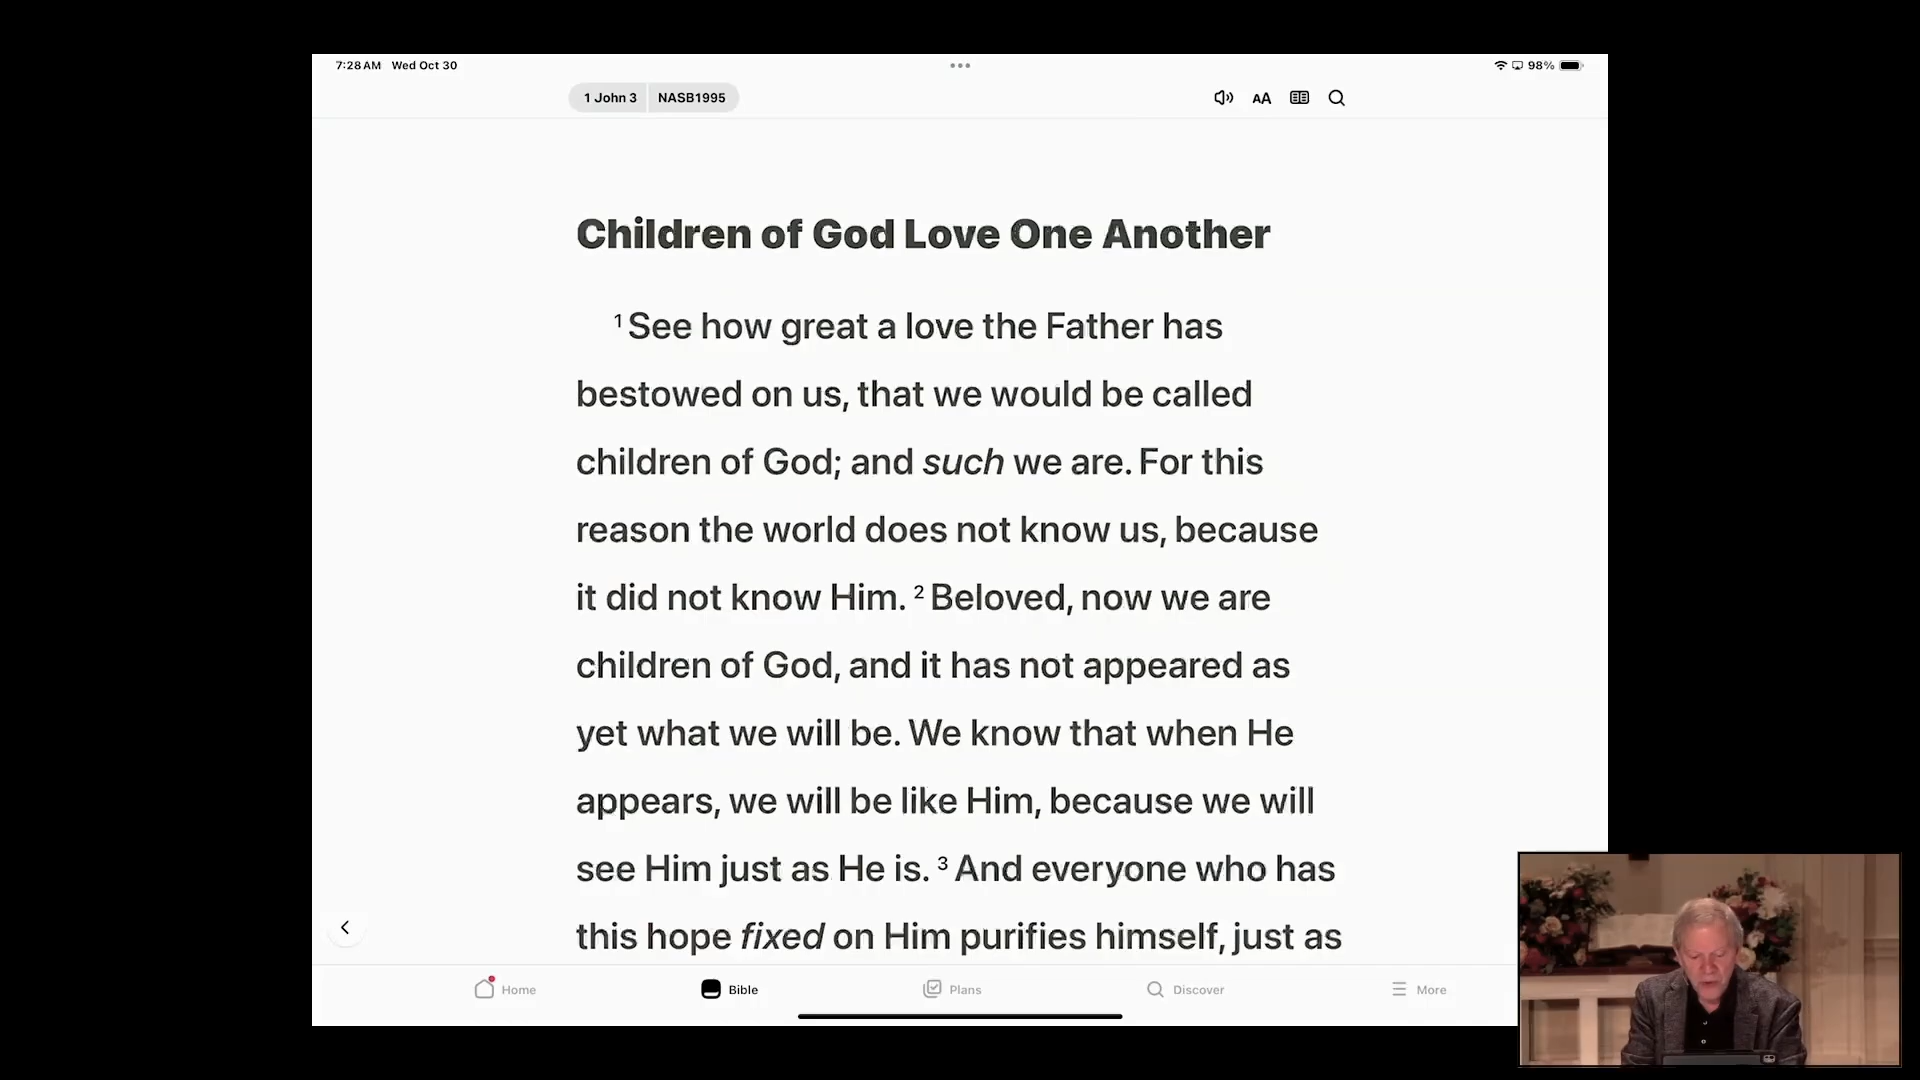 7:28 AM Wed Oct 30
98%
1 John 3 NASB1995
AA
Children of God Love One Another
1 See how great a love the Father has
bestowed on us, that we would be called
children of God; and such we are. For this
reason the world does not know us, because
it did not know Him. 2 Beloved, now we are
children of God, and it has not appeared as
yet what we will be. We know that when He
appears, we will be like Him, because we will
see Him just as He is. 3 And everyone who has
this hope fixed on Him purifies himself, just as
Home Bible Plans Discover More